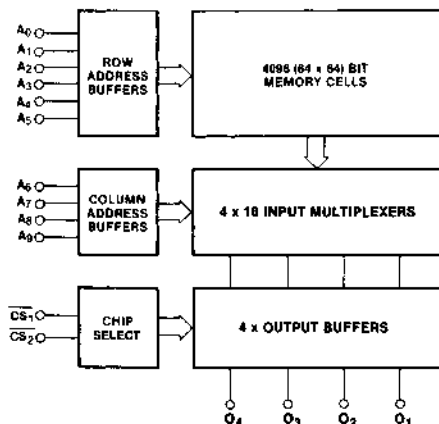 A0
A1
A2
A3
A4
A5
ROW
ADDRESS
BUFFERS
4096 (64 x 64) BIT
MEMORY CELLS
A6
A7
A8
A9
COLUMN
ADDRESS
BUFFERS
4 x 16 INPUT MULTIPLEXERS
CS1
CS2
CHIP
SELECT
4 x OUTPUT BUFFERS
O4
O3
O2
O1